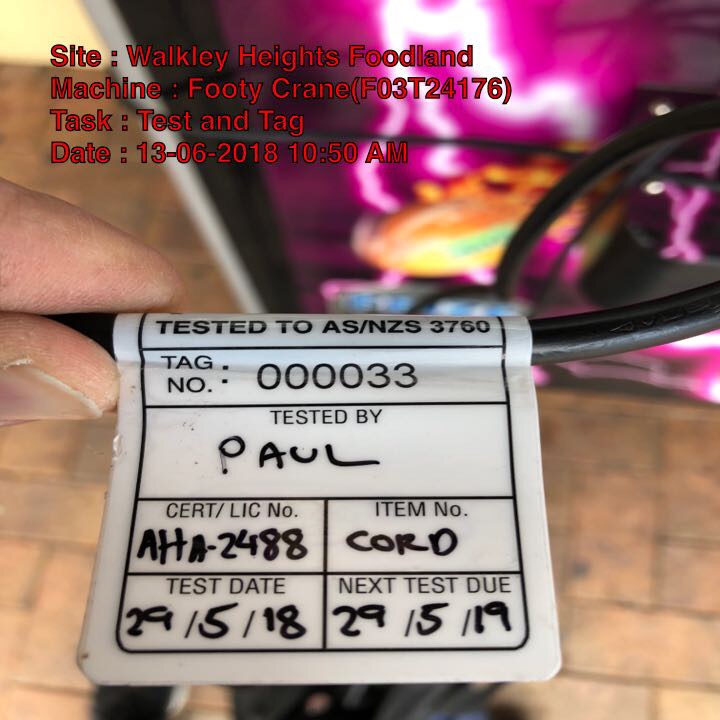 Site : Walkley Heights Foodland
Machine : Footy Crane(F03T24176)
Task : Test and Tag
Date : 13-06-2018 10:50 AM
TESTED TO AS/NZS 3760
TAG NO. : 000033
TESTED BY
PAUL
CERT/ LIC No. ITEM No.
AHA-2488 CORD
TEST DATE NEXT TEST DUE
29/5/18 29/5/19